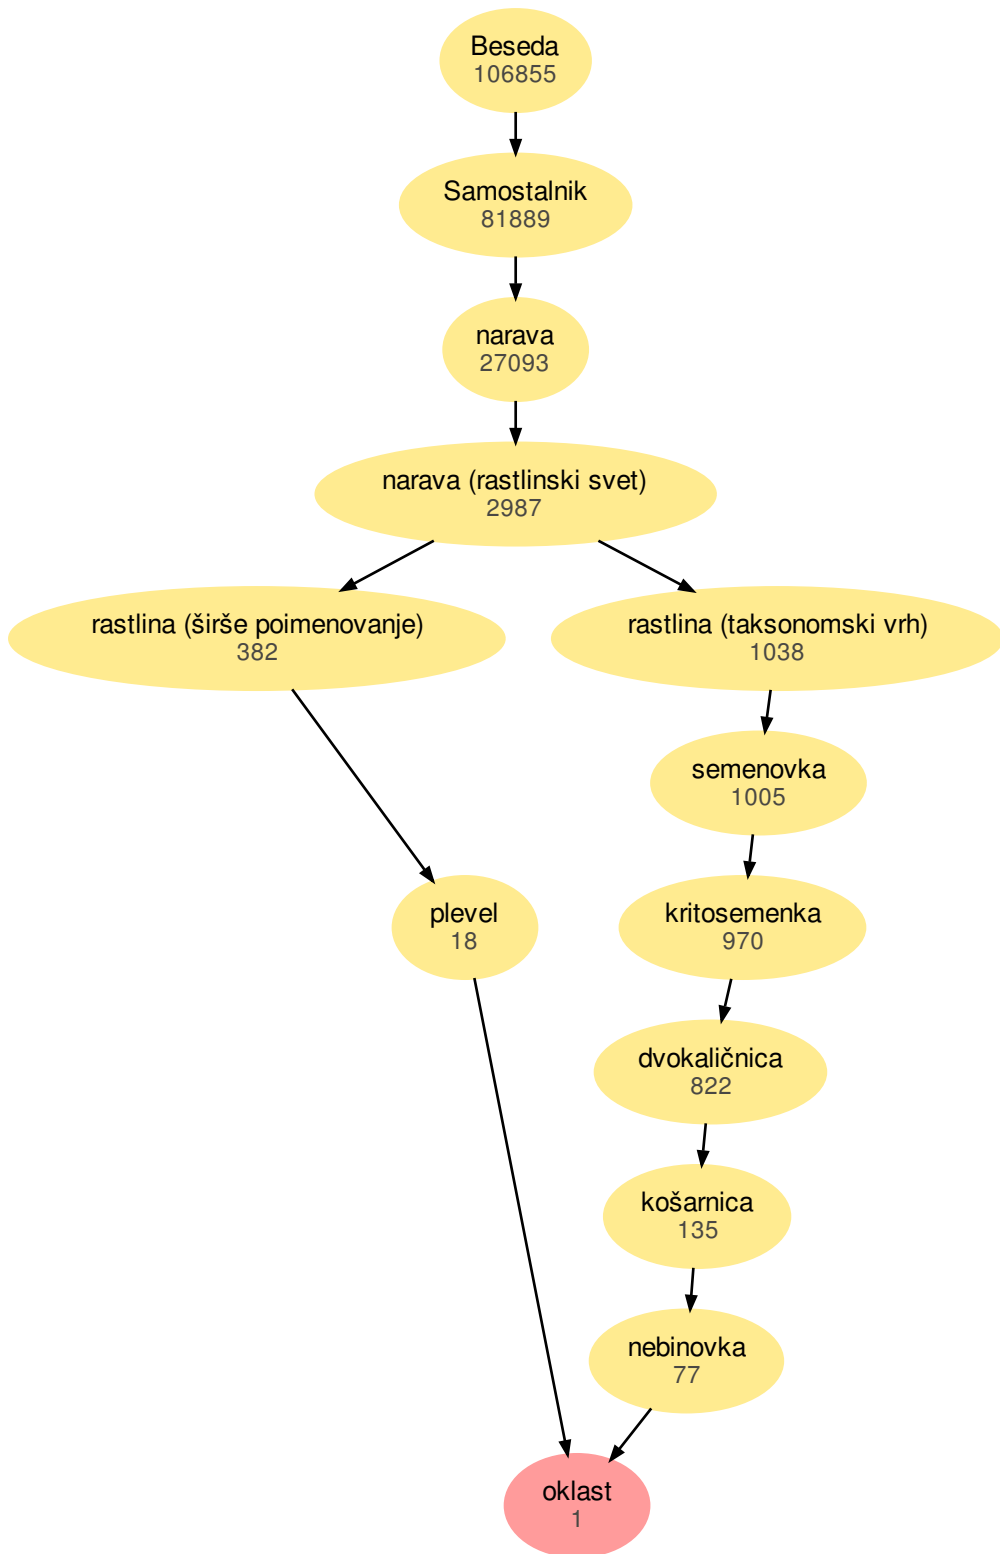 Beseda
106855
Samostalnik
81889
narava
27093
narava (rastlinski svet)
2987
rastlina (širše poimenovanje)
382
rastlina (taksonomski vrh)
1038
semenovka
1005
plevel
18
kritosemenka
970
dvokaličnica
822
košarnica
135
nebinovka
77
oklast
1